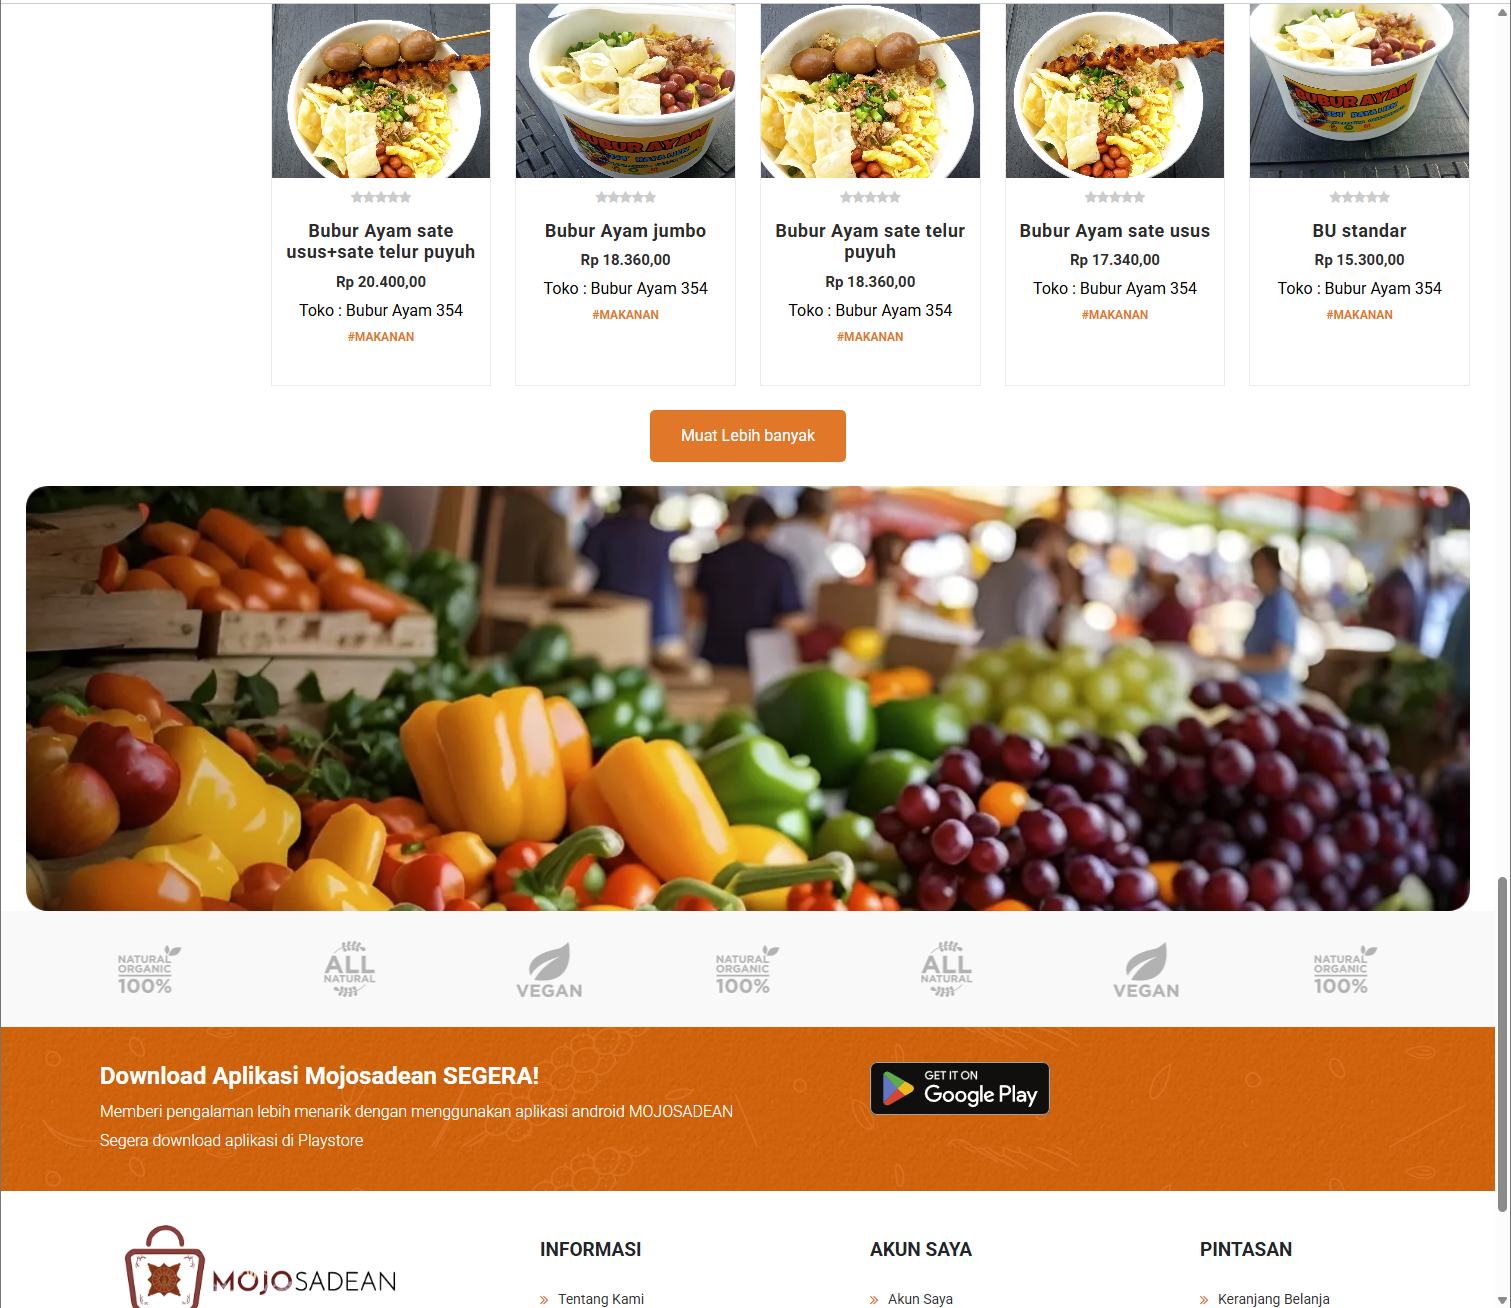 BUBUR AYAM
BUBUR AYAM
Bubur Ayam sate
usus+sate telur puyuh
Rp 20.400,00
Toko : Bubur Ayam 354
#MAKANAN
Bubur Ayam jumbo
Rp 18.360,00
Toko : Bubur Ayam 354
#MAKANAN
Bubur Ayam sate telur
puyuh
Rp 18.360,00
Toko : Bubur Ayam 354
#MAKANAN
Bubur Ayam sate usus
Rp 17.340,00
Toko : Bubur Ayam 354
#MAKANAN
BU standar
Rp 15.300,00
Toko : Bubur Ayam 354
#MAKANAN
Muat Lebih banyak
NATURAL
ORGANIC
100%
ALL
NATURAL
VEGAN
NATURAL
ORGANIC
100%
ALL
NATURAL
VEGAN
NATURAL
ORGANIC
100%
Download Aplikasi Mojosadean SEGERA!
Memberi pengalaman lebih menarik dengan menggunakan aplikasi android MOJOSADEAN
Segera download aplikasi di Playstore
GET IT ON
Google Play
MOJOSADEAN
INFORMASI
Tentang Kami
AKUN SAYA
Akun Saya
PINTASAN
Keranjang Belanja